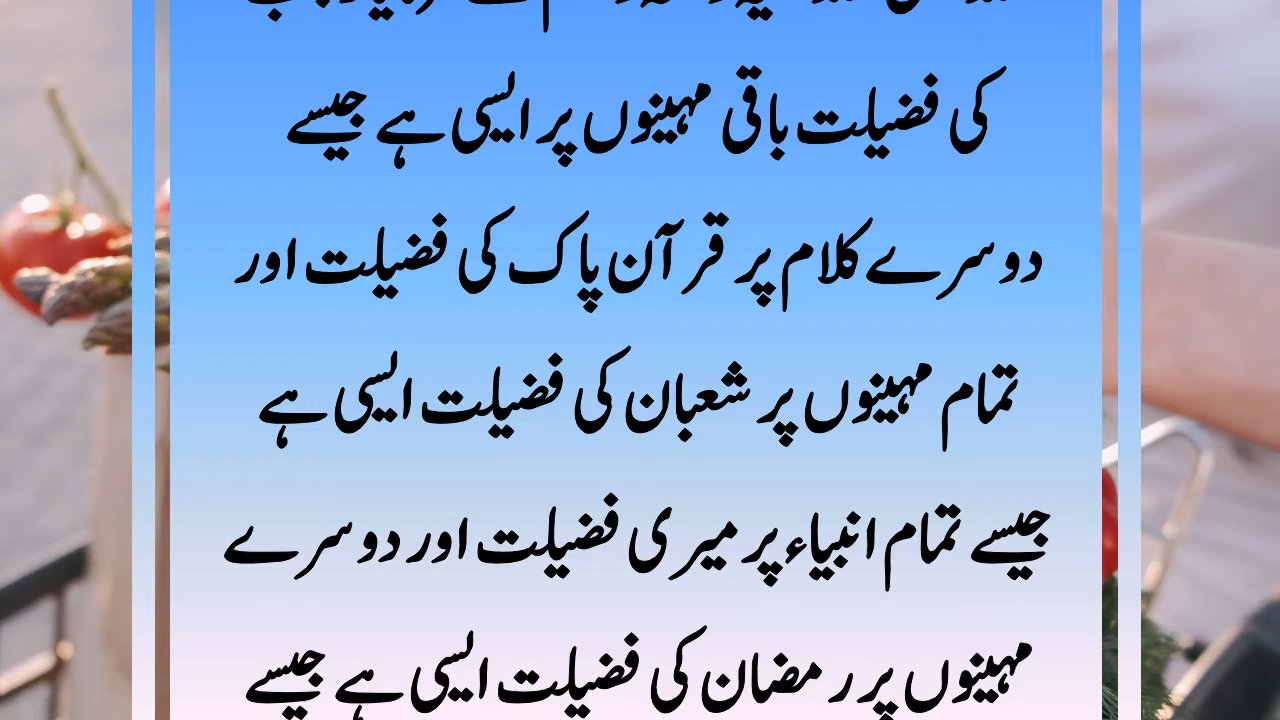 کی فضیلت باقی مہینوں پر ایسی ہے جیسے
دوسرے کلام پر قرآن پاک کی فضیلت اور
تمام مہینوں پر شعبان کی فضیلت ایسی ہے
جیسے تمام انبیاء پر میری فضیلت اور دوسرے
مہینوں پر رمضان کی فضیلت ایسی ہے جیسے